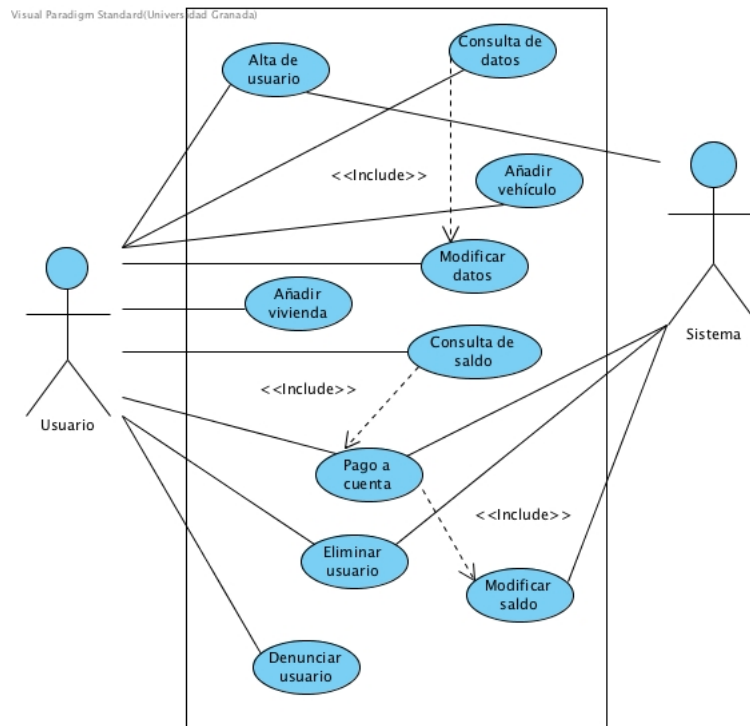 Visual Paradigm Standard(Universidad Granada)
Alta de
usuario
Consulta de
datos
<<Include>>
Añadir
vehículo
Modificar
datos
Añadir
vivienda
Consulta de
saldo
Sistema
<<Include>>
Usuario
Pago a
cuenta
<<Include>>
Eliminar
usuario
Modificar
saldo
Denunciar
usuario